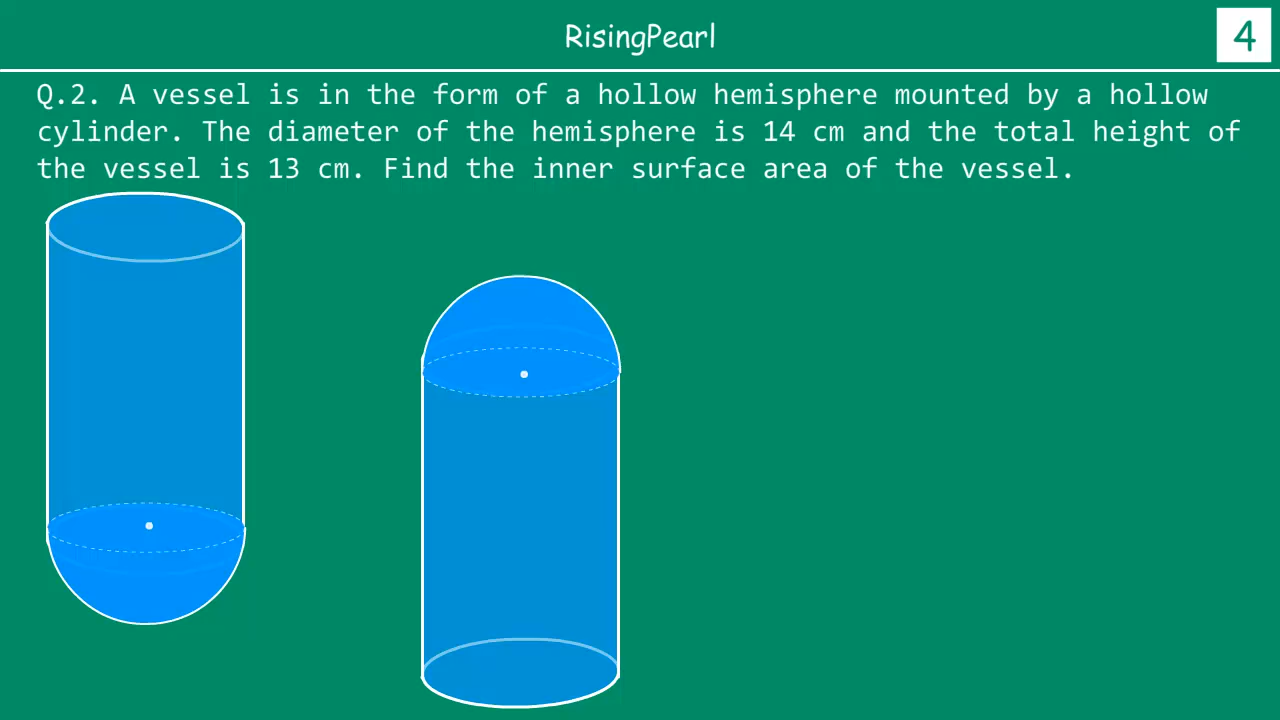 RisingPearl
4
Q.2. A vessel is in the form of a hollow hemisphere mounted by a hollow
cylinder. The diameter of the hemisphere is 14 cm and the total height of
the vessel is 13 cm. Find the inner surface area of the vessel.